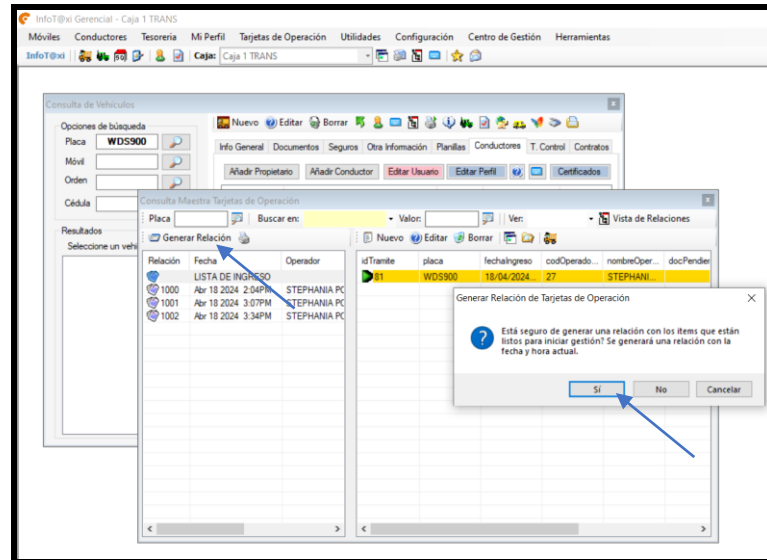 InfoT@xi Gerencial - Caja 1 TRANS
Móviles Conductores Tesoreria Mi Perfil Tarjetas de Operación Utilidades Configuración Centro de Gestión Herramientas
InfoT@xi Caja: Caja 1 TRANS
Consulta de Vehículos
Opciones de búsqueda
Placa WDS900
Móvil
Orden
Cédula
Resultados
Seleccione un vehi
Nuevo Editar Borrar
Info General Documentos Seguros Otra Información Planillas Conductores T. Control Contratos
Añadir Propietario Añadir Conductor Editar Usuario Editar Perfil Certificados
Consulta Maestra Tarjetas de Operación
Placa Buscar en: Valor: Ver: Vista de Relaciones
Generar Relación
Nuevo Editar Borrar
Relación Fecha Operador
LISTA DE INGRESO
1000 Abr 18 2024 2:04PM STEPHANIA PC
1001 Abr 18 2024 3:07PM STEPHANIA PC
1002 Abr 18 2024 3:34PM STEPHANIA PC
idTramite placa fechaIngreso codOperado... nombreOper... docPendier
81 WDS900 18/04/2024... 27 STEPHANI...
Generar Relación de Tarjetas de Operación
Está seguro de generar una relación con los items que están
listos para iniciar gestión? Se generará una relación con la
fecha y hora actual.
Sí No Cancelar